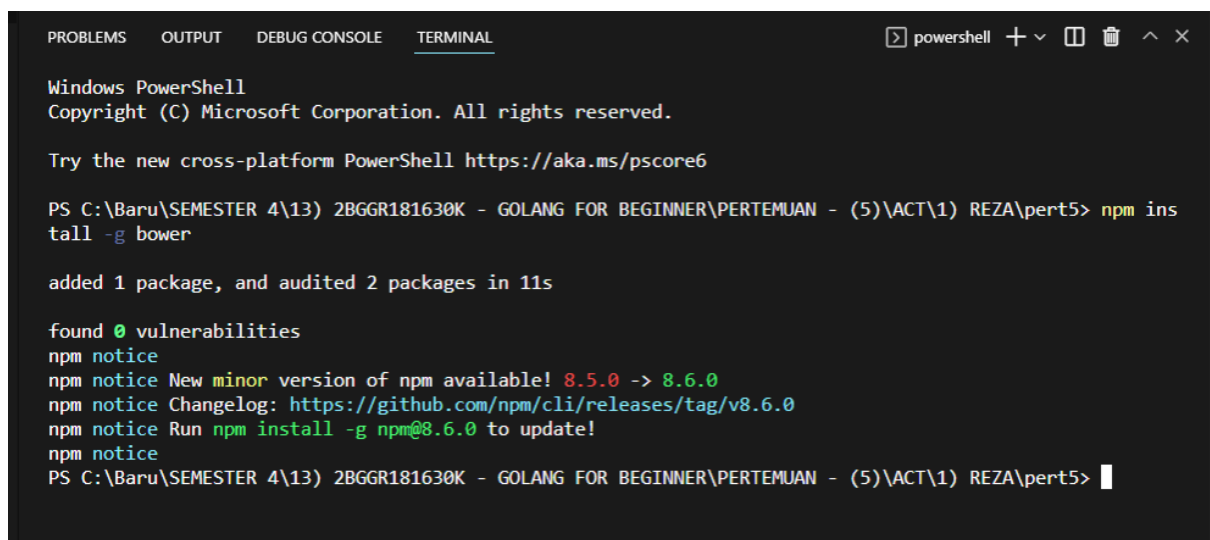 PROBLEMS OUTPUT DEBUG CONSOLE TERMINAL powershell
Windows PowerShell
Copyright (C) Microsoft Corporation. All rights reserved.
Try the new cross-platform PowerShell https://aka.ms/pscore6
PS C:\Baru\SEMESTER 4\13) 2BGGR181630K - GOLANG FOR BEGINNER\PERTEMUAN - (5)\ACT\1) REZA\pert5> npm ins
tall -g bower
added 1 package, and audited 2 packages in 11s
found 0 vulnerabilities
npm notice
npm notice New minor version of npm available! 8.5.0 -> 8.6.0
npm notice Changelog: https://github.com/npm/cli/releases/tag/v8.6.0
npm notice Run npm install -g npm@8.6.0 to update!
npm notice
PS C:\Baru\SEMESTER 4\13) 2BGGR181630K - GOLANG FOR BEGINNER\PERTEMUAN - (5)\ACT\1) REZA\pert5>